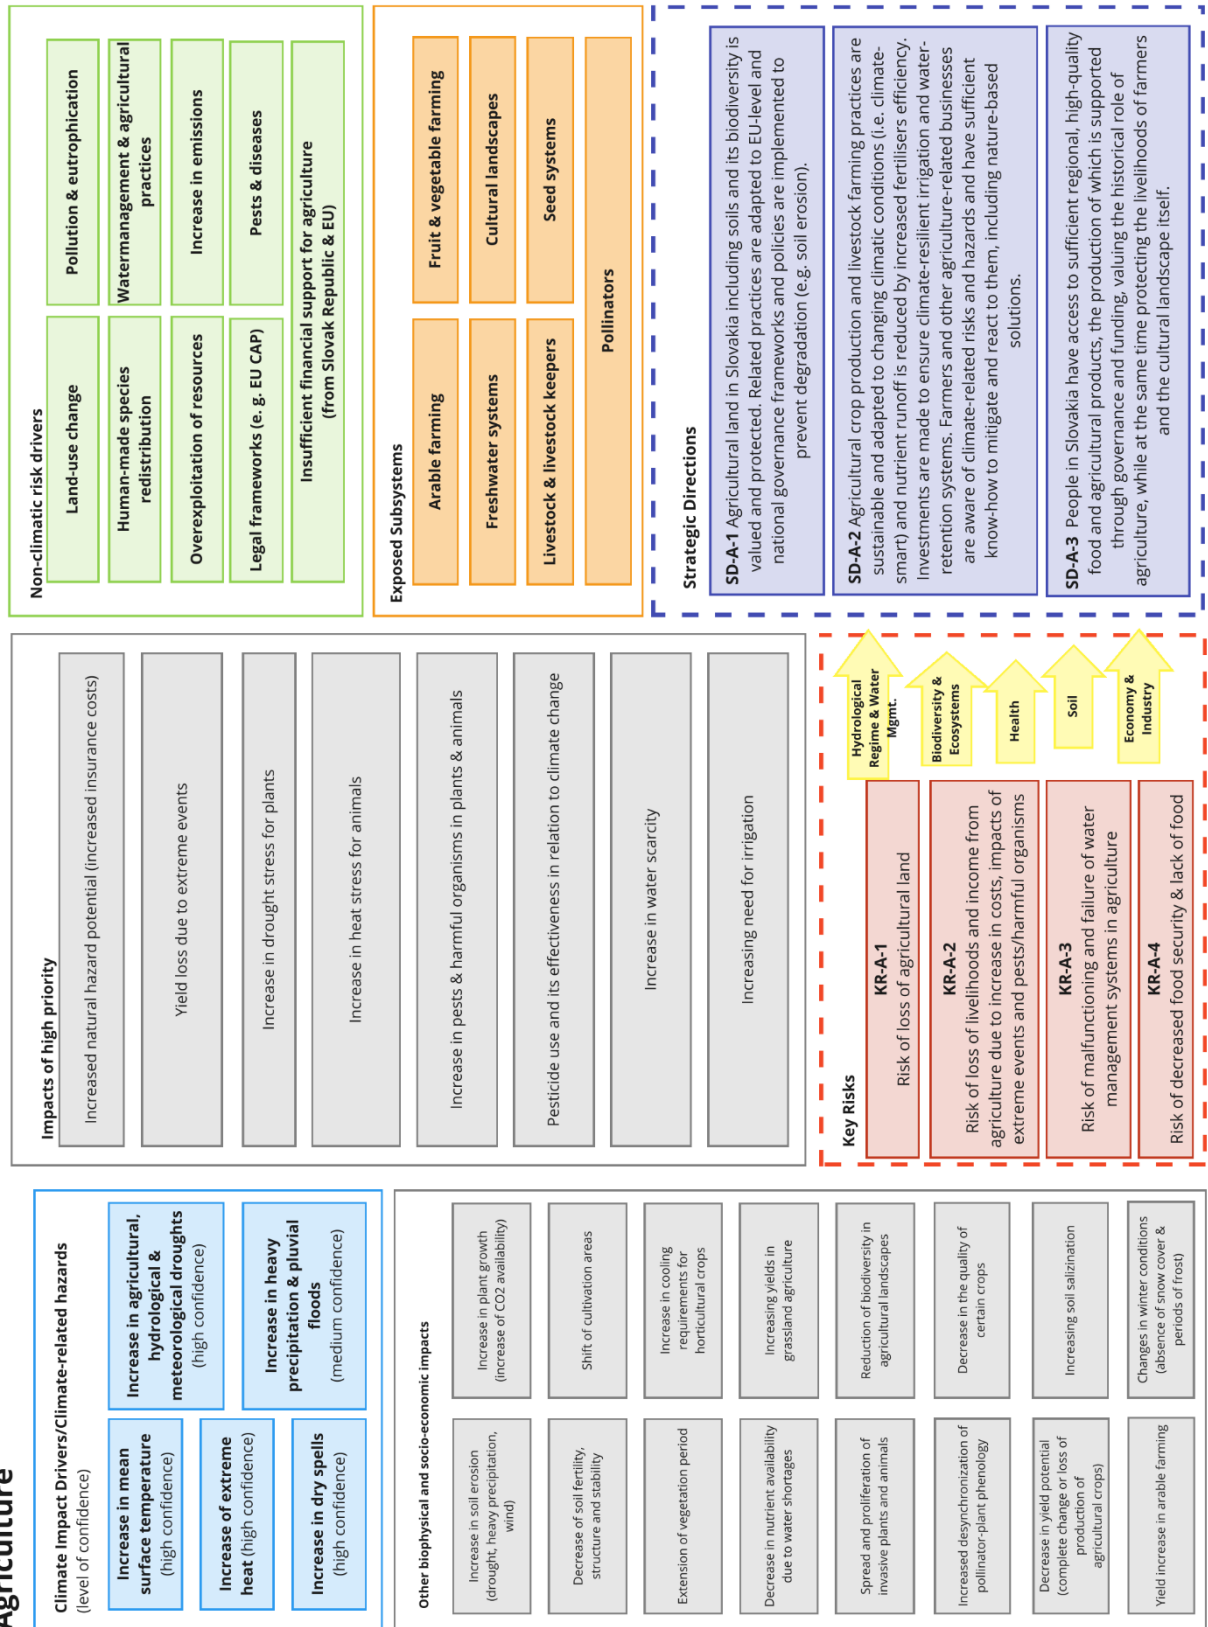 Agriculture
Climate Impact Drivers/Climate-related hazards
(level of confidence)
Increase in mean
surface temperature
(high confidence)
Increase in agricultural,
hydrological &
meteorological droughts
(high confidence)
Increase of extreme
heat (high confidence)
Increase in heavy
precipitation & pluvial
floods
(medium confidence)
Increase in dry spells
(high confidence)
Other biophysical and socio-economic impacts
Increase in soil erosion
(drought, heavy precipitation,
wind)
Increase in plant growth
(increase of CO2 availability)
Decrease of soil fertility,
structure and stability
Shift of cultivation areas
Extension of vegetation period
Increase in cooling
requirements for
horticultural crops
Decrease in nutrient availability
due to water shortages
Increasing yields in
grassland agriculture
Spread and proliferation of
invasive plants and animals
Reduction of biodiversity in
agricultural landscapes
Increased desynchronization of
pollinator-plant phenology
Decrease in the quality of
certain crops
Decrease in yield potential
(complete change or loss of
production of
agricultural crops)
Increasing soil salizination
Yield increase in arable farming
Changes in winter conditions
(absence of snow cover &
periods of frost)
Impacts of high priority
Increased natural hazard potential (increased insurance costs)
Yield loss due to extreme events
Increase in drought stress for plants
Increase in heat stress for animals
Increase in pests & harmful organisms in plants & animals
Pesticide use and its effectiveness in relation to climate change
Increase in water scarcity
Increasing need for irrigation
Key Risks
KR-A-1
Risk of loss of agricultural land
KR-A-2
Risk of loss of livelihoods and income from
agriculture due to increase in costs, impacts of
extreme events and pests/harmful organisms
KR-A-3
Risk of malfunctioning and failure of water
management systems in agriculture
KR-A-4
Risk of decreased food security & lack of food
Hydrological
Regime & Water
Mgmt.
Biodiversity &
Ecosystems
Health
Soil
Economy &
Industry
Non-climatic risk drivers
Land-use change
Pollution & eutrophication
Human-made species
redistribution
Watermanagement & agricultural
practices
Overexploitation of resources
Increase in emissions
Legal frameworks (e. g. EU CAP)
Pests & diseases
Insufficient financial support for agriculture
(from Slovak Republic & EU)
Exposed Subsystems
Arable farming
Fruit & vegetable farming
Freshwater systems
Cultural landscapes
Livestock & livestock keepers
Seed systems
Pollinators
Strategic Directions
SD-A-1 Agricultural land in Slovakia including soils and its biodiversity is
valued and protected. Related practices are adapted to EU-level and
national governance frameworks and policies are implemented to
prevent degradation (e.g. soil erosion).
SD-A-2 Agricultural crop production and livestock farming practices are
sustainable and adapted to changing climatic conditions (i.e. climate-
smart) and nutrient runoff is reduced by increased fertilisers efficiency.
Investments are made to ensure climate-resilient irrigation and water-
retention systems. Farmers and other agriculture-related businesses
are aware of climate-related risks and hazards and have sufficient
know-how to mitigate and react to them, including nature-based
solutions.
SD-A-3 People in Slovakia have access to sufficient regional, high-quality
food and agricultural products, the production of which is supported
through governance and funding, valuing the historical role of
agriculture, while at the same time protecting the livelihoods of farmers
and the cultural landscape itself.